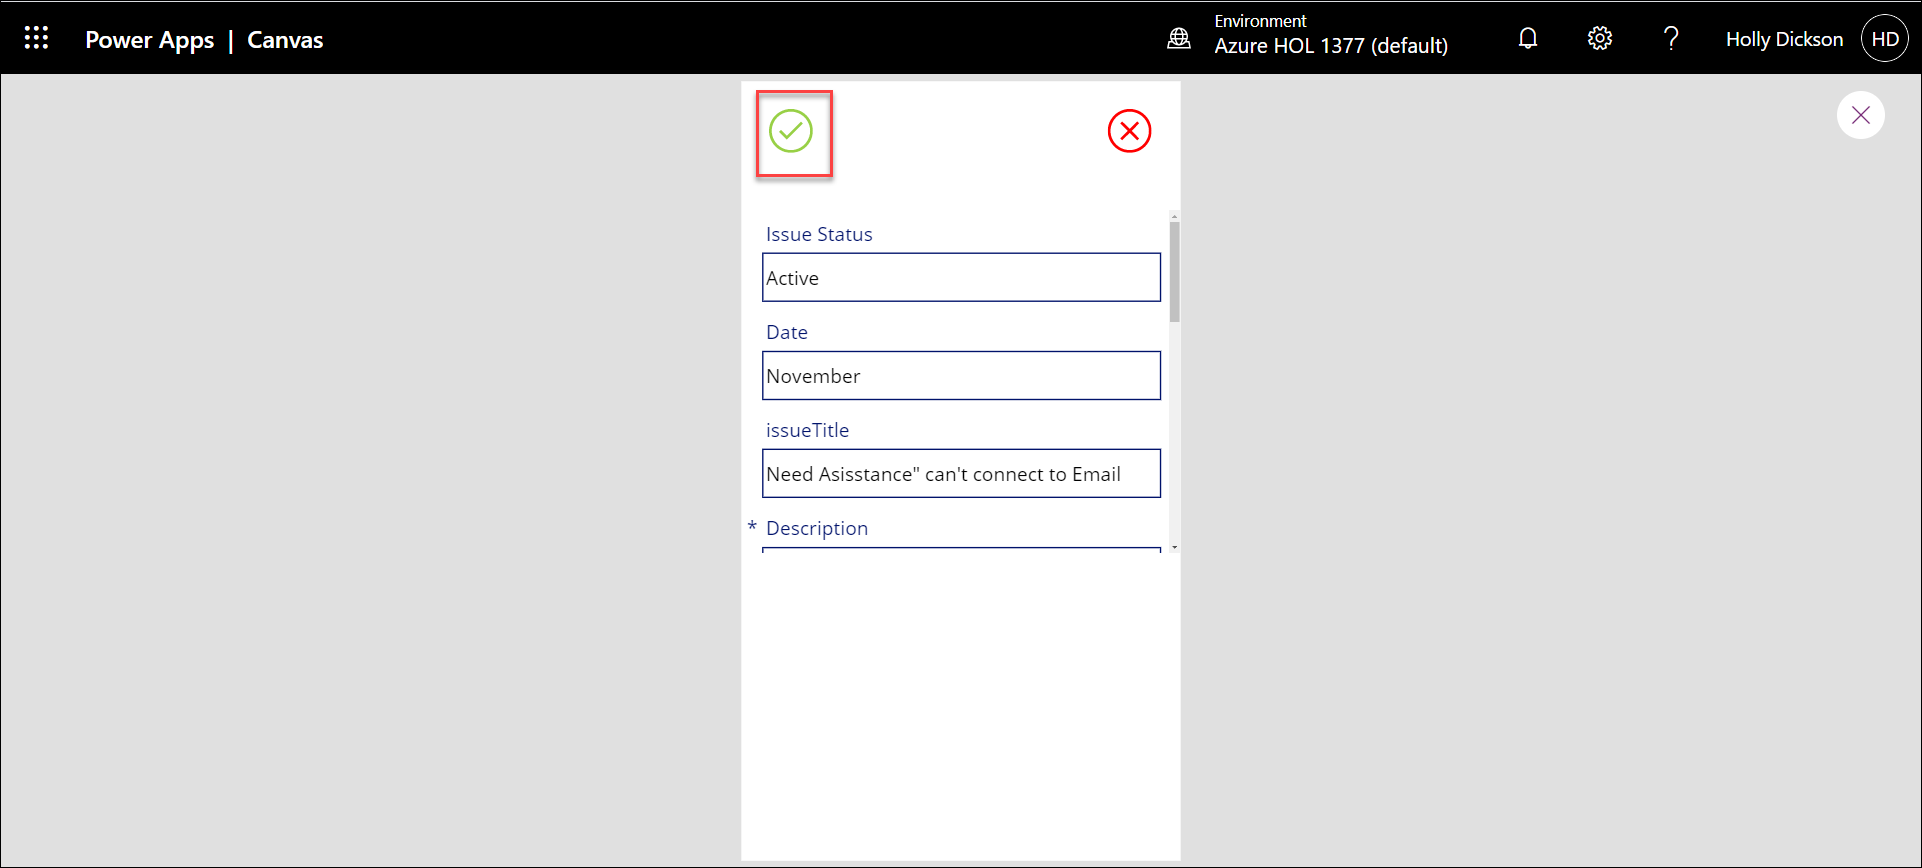 Power Apps | Canvas
Environment
Azure HOL 1377 (default)
?
Holly Dickson
HD
Issue Status
Active
Date
November
issueTitle
Need Asisstance" can't connect to Email
* Description